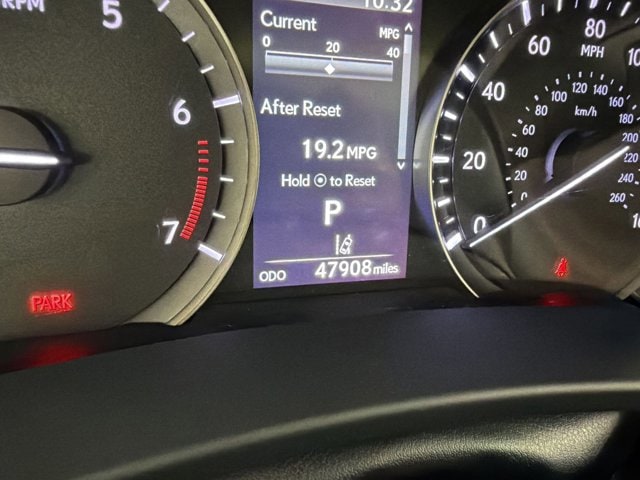 RPM
5
6
7
PARK
10:32
Current
MPG
0 20 40
After Reset
19.2 MPG
Hold ⦿ to Reset
P
ODO 47908 miles
0
20
40
60
80
MPH
0
20
40
60
80
100
120
140
160
180
200
220
240
260
km/h